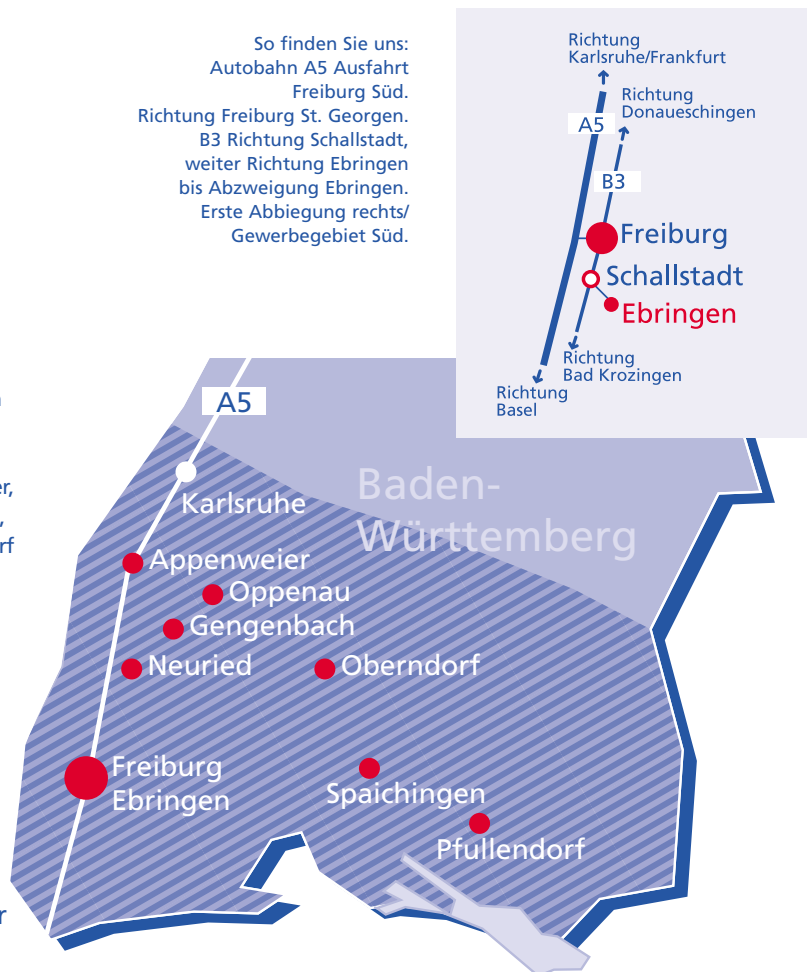 So finden Sie uns:
Autobahn A5 Ausfahrt
Freiburg Süd.
Richtung Freiburg St. Georgen.
B3 Richtung Schallstadt,
weiter Richtung Ebringen
bis Abzweigung Ebringen.
Erste Abbiegung rechts/
Gewerbegebiet Süd.
Richtung
Karlsruhe/Frankfurt
Richtung
Donaueschingen
A5
B3
Freiburg
Schallstadt
Ebringen
Richtung
Bad Krozingen
Richtung
Basel
A5
Baden-
Württemberg
Karlsruhe
Appenweier
Oppenau
Gengenbach
Neuried
Oberndorf
Freiburg
Ebringen
Spaichingen
Pfullendorf